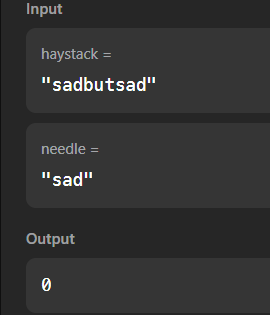 Input
haystack =
"sadbutsad"
needle =
"sad"
Output
0